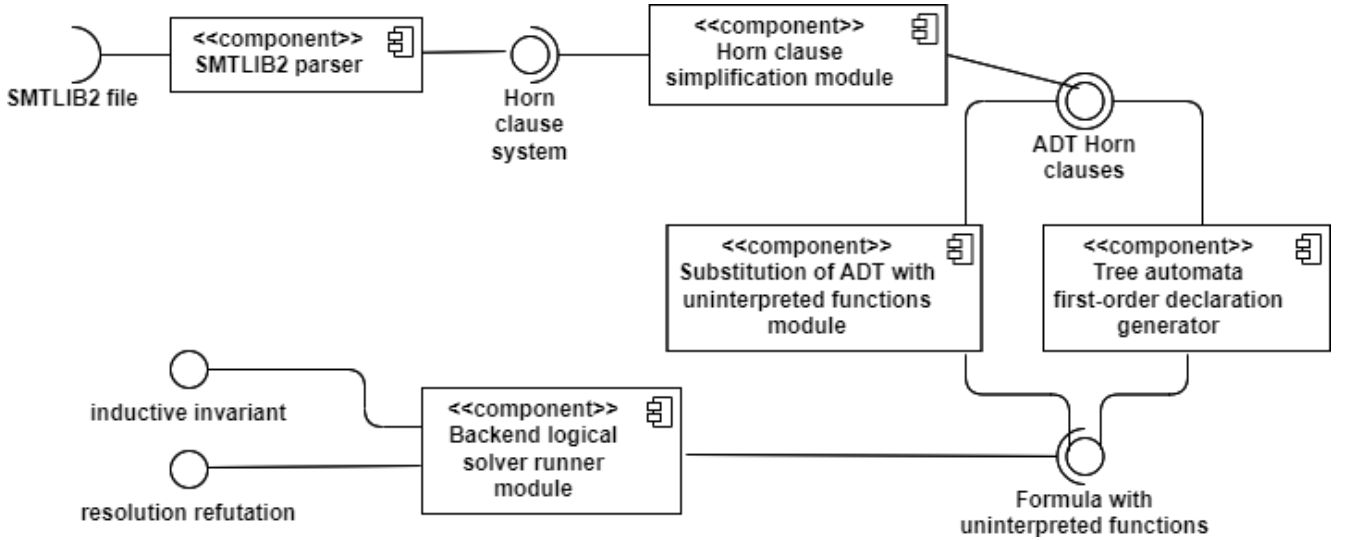 <<component>>
SMTLIB2 parser
SMTLIB2 file
Horn
clause
system
<<component>>
Horn clause
simplification module
ADT Horn
clauses
<<component>>
Substitution of ADT with
uninterpreted functions
module
<<component>>
Tree automata
first-order declaration
generator
inductive invariant
resolution refutation
<<component>>
Backend logical
solver runner
module
Formula with
uninterpreted functions